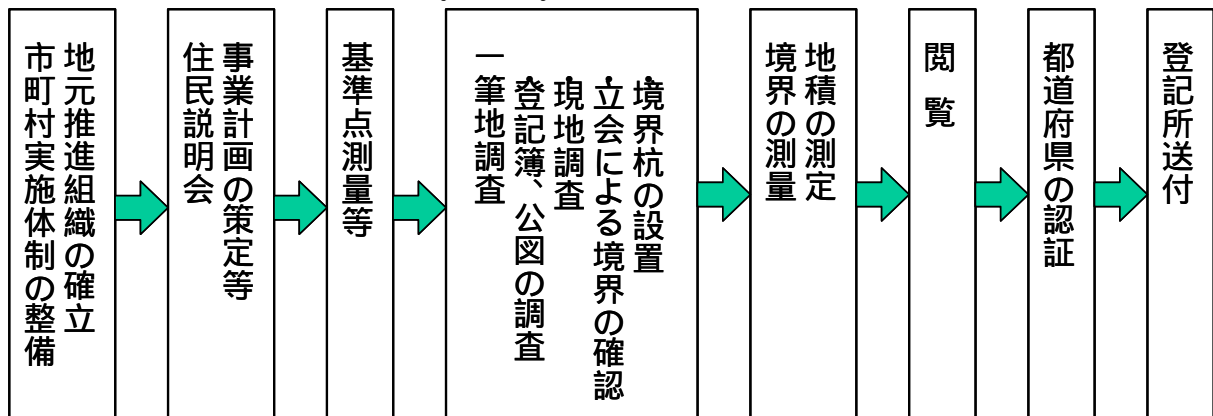 市町村実施体制の整備
地元推進組織の確立
住民説明会
事業計画の策定等
基準点測量等
一筆地調査
登記簿、公図の調査
現地調査
立会による境界の確認
境界杭の設置
境界の測量
地積の測定
閲覧
都道府県の認証
登記所送付